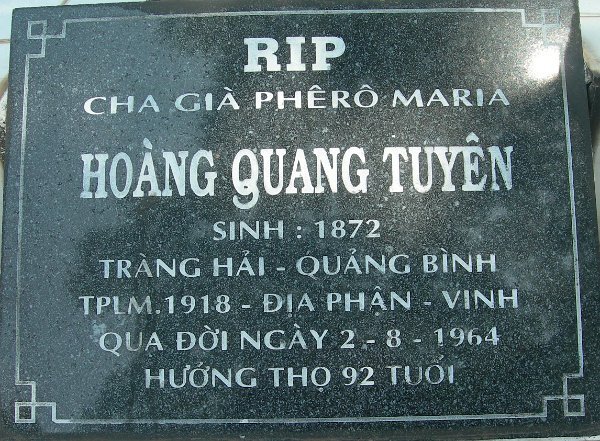 RIP
CHA GIÀ PHÊRÔ MARIA
HOÀNG QUANG TUYÊN
SINH : 1872
TRÀNG HẢI - QUẢNG BÌNH
TPLM.1918 - ĐỊA PHẬN - VINH
QUA ĐỜI NGÀY 2 - 8 - 1964
HƯỞNG THỌ 92 TUỔI